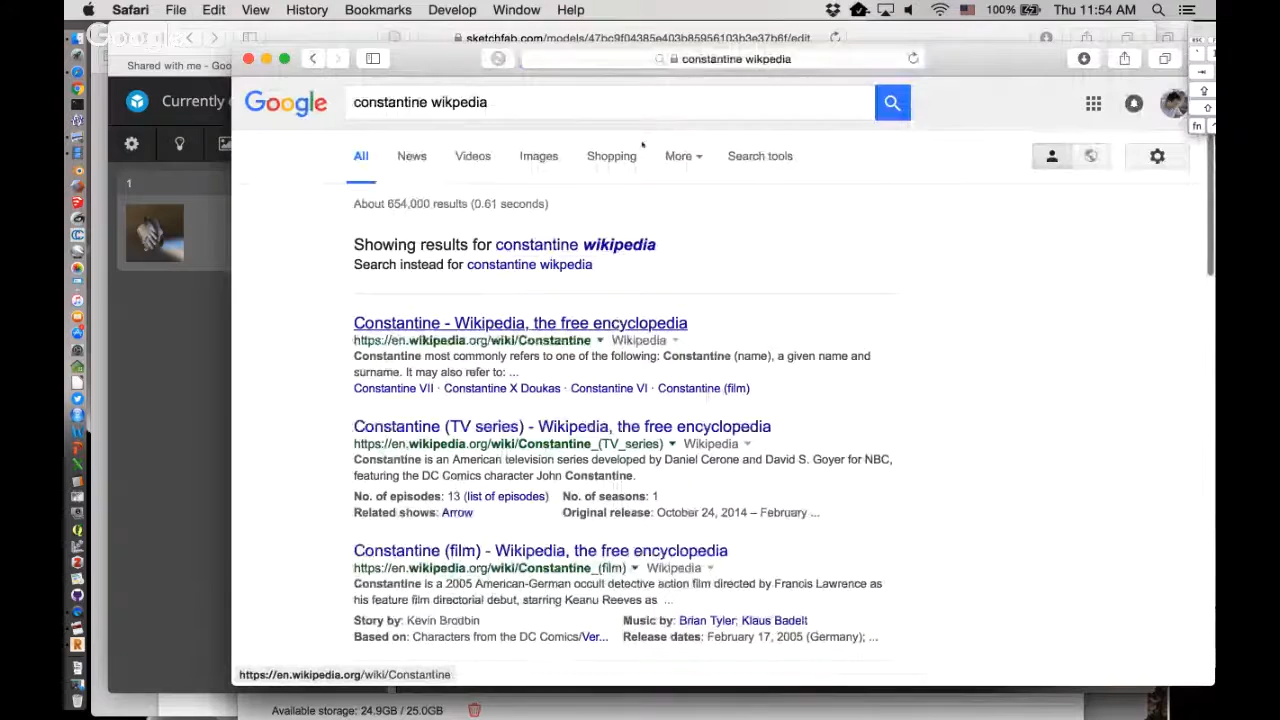 Safari File Edit View History Bookmarks Develop Window Help 100% Thu 11:54 AM
Google
sketchfab.com/models/47bc9f04385e403105b103e3e37b6f/edit
Shared with me - Goo
constantine wikpedia
Currently e
Google constantine wikpedia
fn
All News Videos Images Shopping More Search tools
1
About 654,000 results (0.61 seconds)
Showing results for constantine wikipedia
Search instead for constantine wikpedia
Constantine - Wikipedia, the free encyclopedia
https://en.wikipedia.org/wiki/Constantine Wikipedia
Constantine most commonly refers to one of the following: Constantine (name), a given name and
surname. It may also refer to: ...
Constantine VII · Constantine X Doukas · Constantine VI · Constantine (film)
Constantine (TV series) - Wikipedia, the free encyclopedia
https://en.wikipedia.org/wiki/Constantine_(TV_series) Wikipedia
Constantine is an American television series developed by Daniel Cerone and David S. Goyer for NBC,
featuring the DC Comics character John Constantine.
No. of episodes: 13 (list of episodes) No. of seasons: 1
Related shows: Arrow Original release: October 24, 2014 – February ...
Constantine (film) - Wikipedia, the free encyclopedia
https://en.wikipedia.org/wiki/Constantine_(film) Wikipedia
Constantine is a 2005 American-German occult detective action film directed by Francis Lawrence as
his feature film directorial debut, starring Keanu Reeves as ...
Story by: Kevin Brodbin Music by: Brian Tyler; Klaus Badelt
Based on: Characters from the DC Comics/Ver... Release dates: February 17, 2005 (Germany); ...
https://en.wikipedia.org/wiki/Constantine
Available storage: 24.9GB / 25.0GB